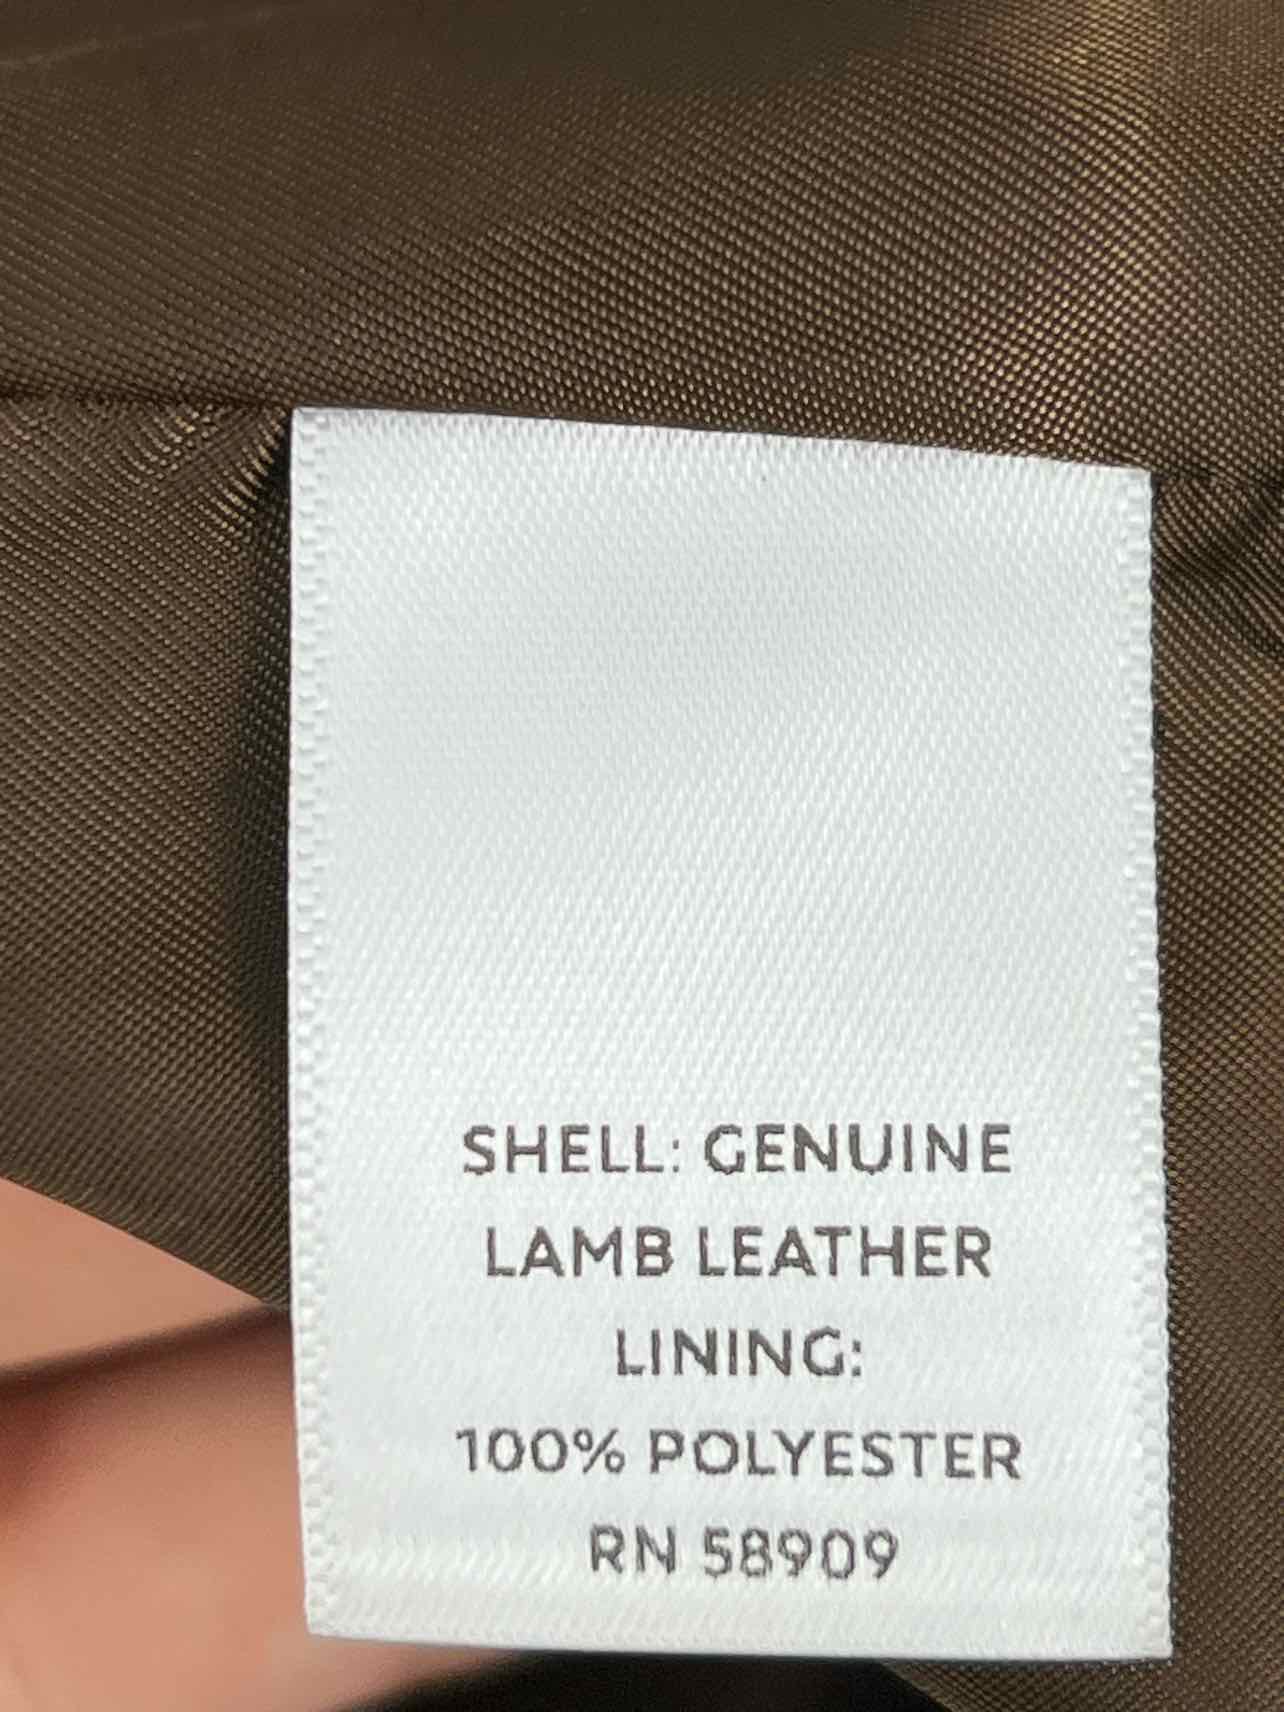 SHELL: GENUINE
LAMB LEATHER
LINING:
100% POLYESTER
RN 58909